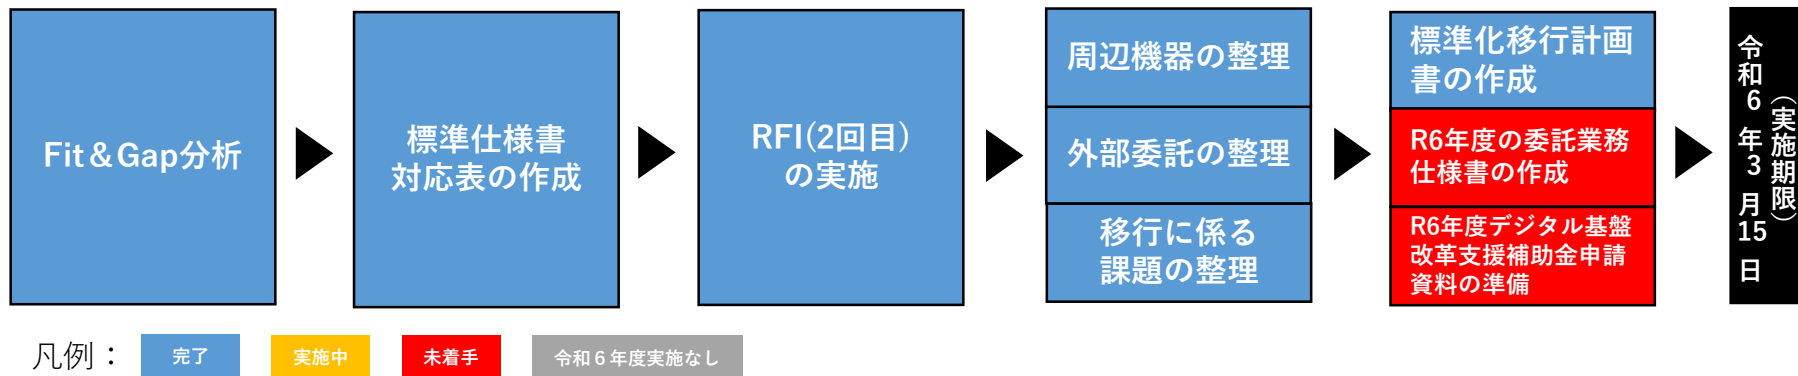 Fit＆Gap分析
標準仕様書
対応表の作成
RFI(2回目)
の実施
周辺機器の整理
外部委託の整理
移行に係る
課題の整理
標準化移行計画
書の作成
R6年度の委託業務
仕様書の作成
R6年度デジタル基盤
改革支援補助金申請
資料の準備
（実施期限）
令和6年3月15日
凡例：
完了
実施中
未着手
令和６年度実施なし